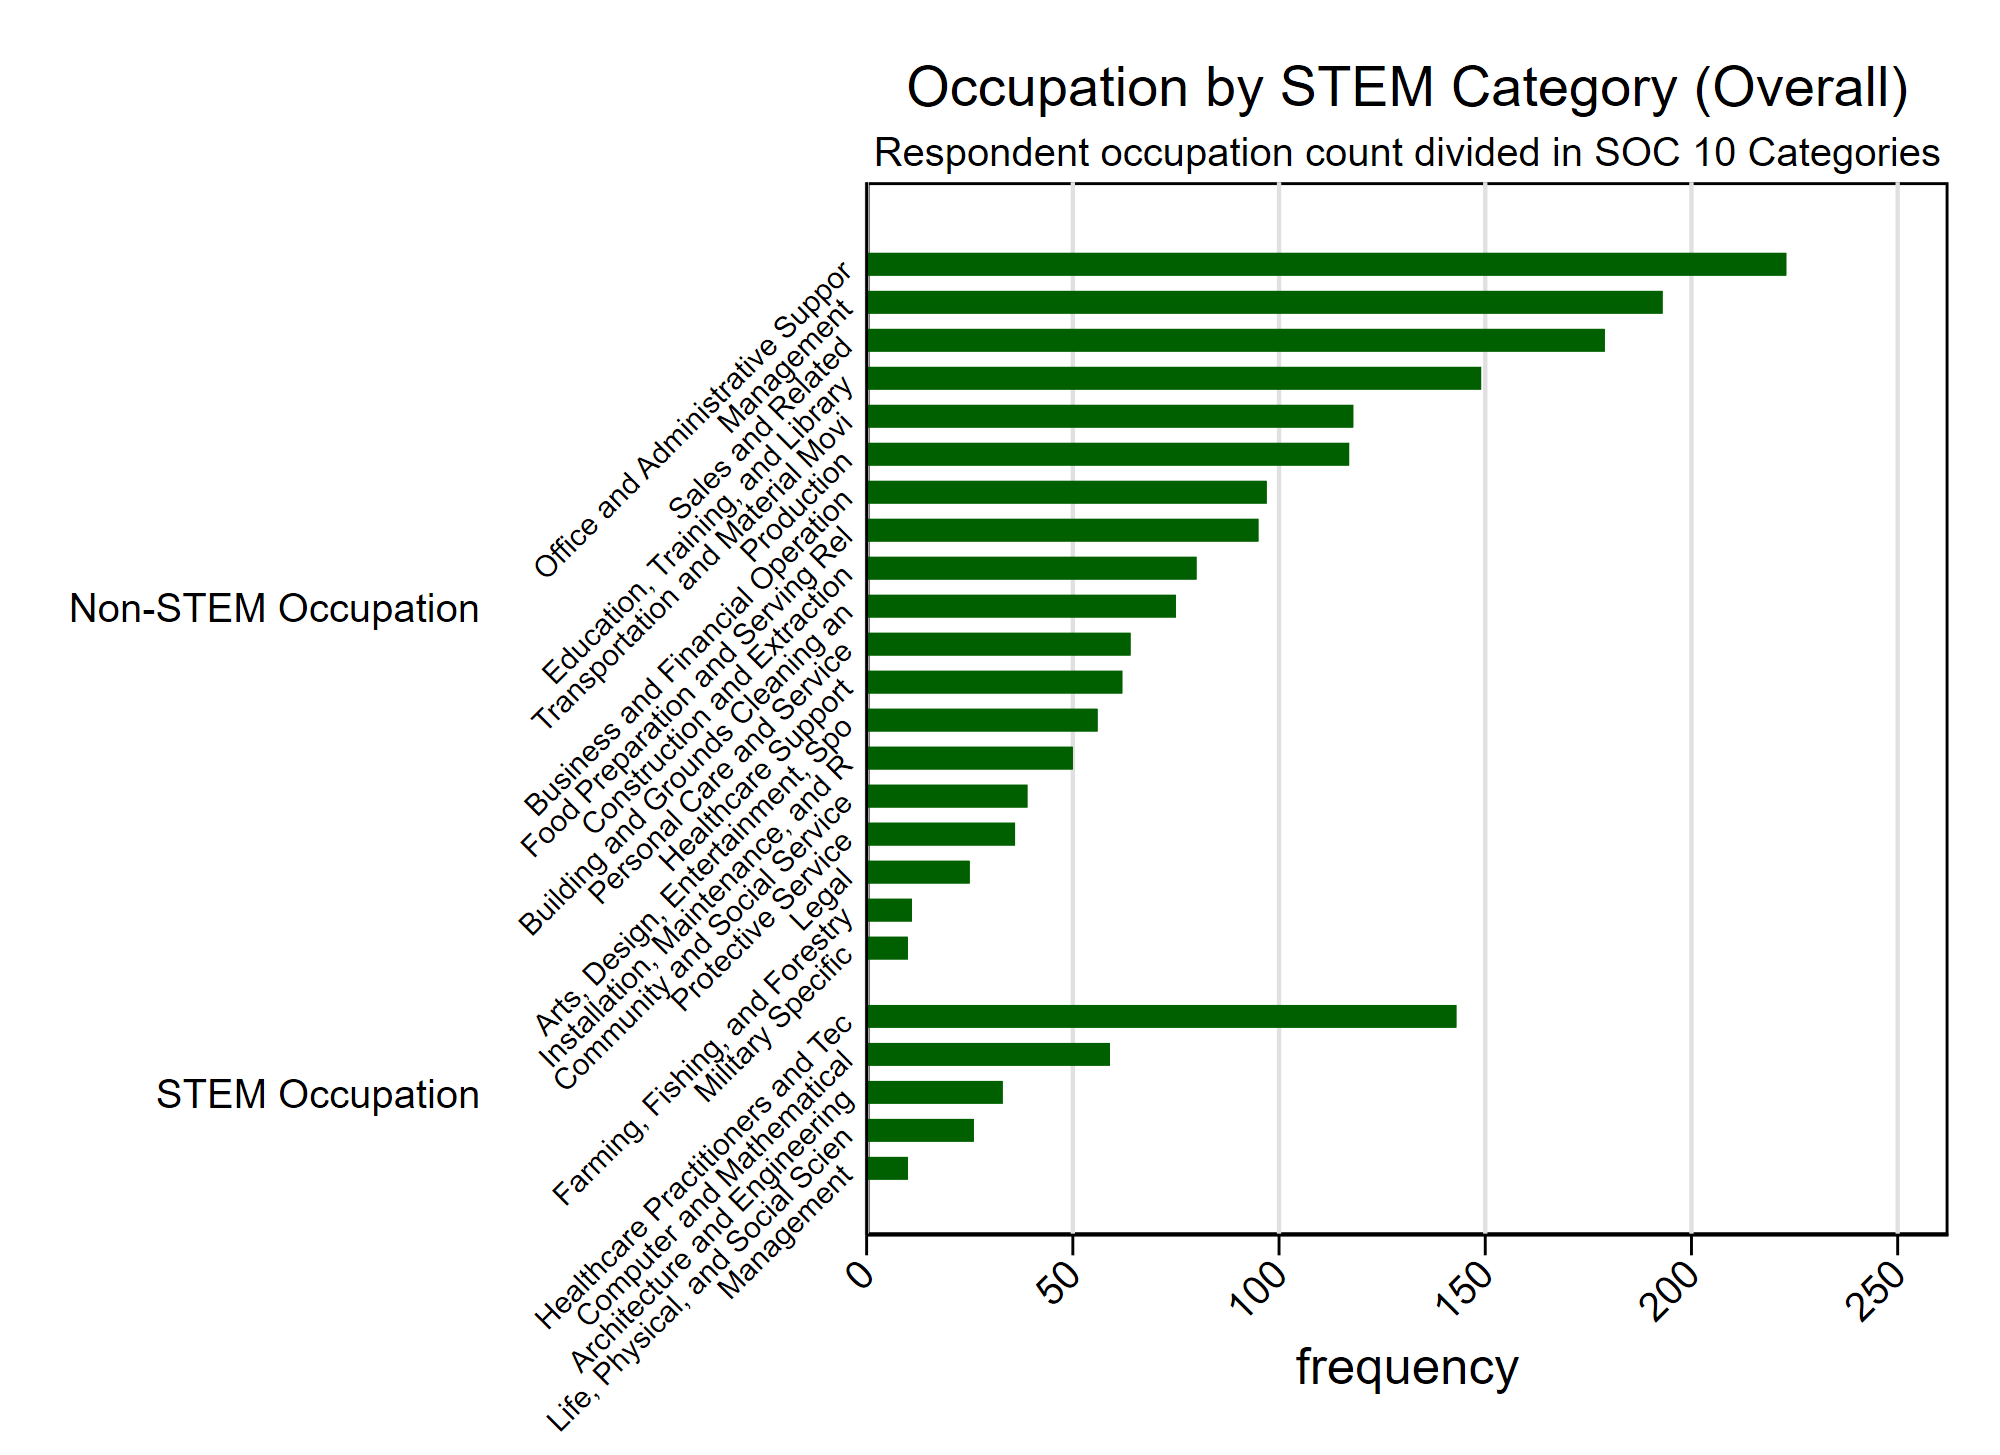 Occupation by STEM Category (Overall)
Respondent occupation count divided in SOC 10 Categories
Non-STEM Occupation
Office and Administrative Suppor
Management
Sales and Related
Education, Training, and Library
Transportation and Material Movi
Production
Business and Financial Operation
Food Preparation and Serving Rel
Construction and Extraction
Building and Grounds Cleaning an
Personal Care and Service
Healthcare Support
Arts, Design, Entertainment, Spo
Installation, Maintenance, and R
Community and Social Service
Protective Service
Legal
Farming, Fishing, and Forestry
Military Specific
STEM Occupation
Healthcare Practitioners and Tec
Computer and Mathematical
Architecture and Engineering
Life, Physical, and Social Scien
Management
0 50 100 150 200 250
frequency